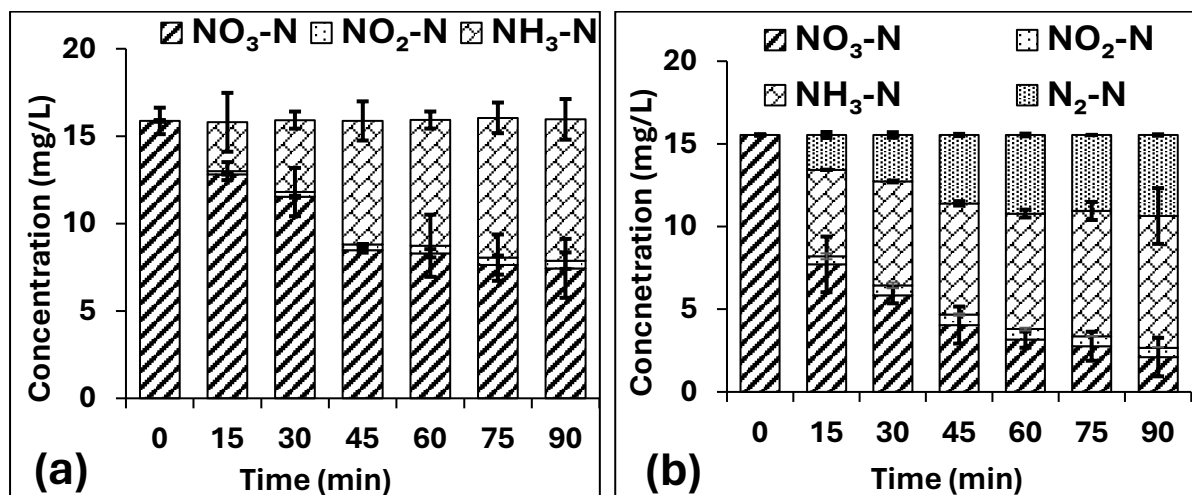 NO₃-N NO₂-N NH₃-N
20
15
10
5
0
Concentration (mg/L)
0 15 30 45 60 75 90
Time (min)
(a)
NO₃-N NO₂-N
NH₃-N N₂-N
20
15
10
5
0
Concnetration (mg/L)
0 15 30 45 60 75 90
Time (min)
(b)